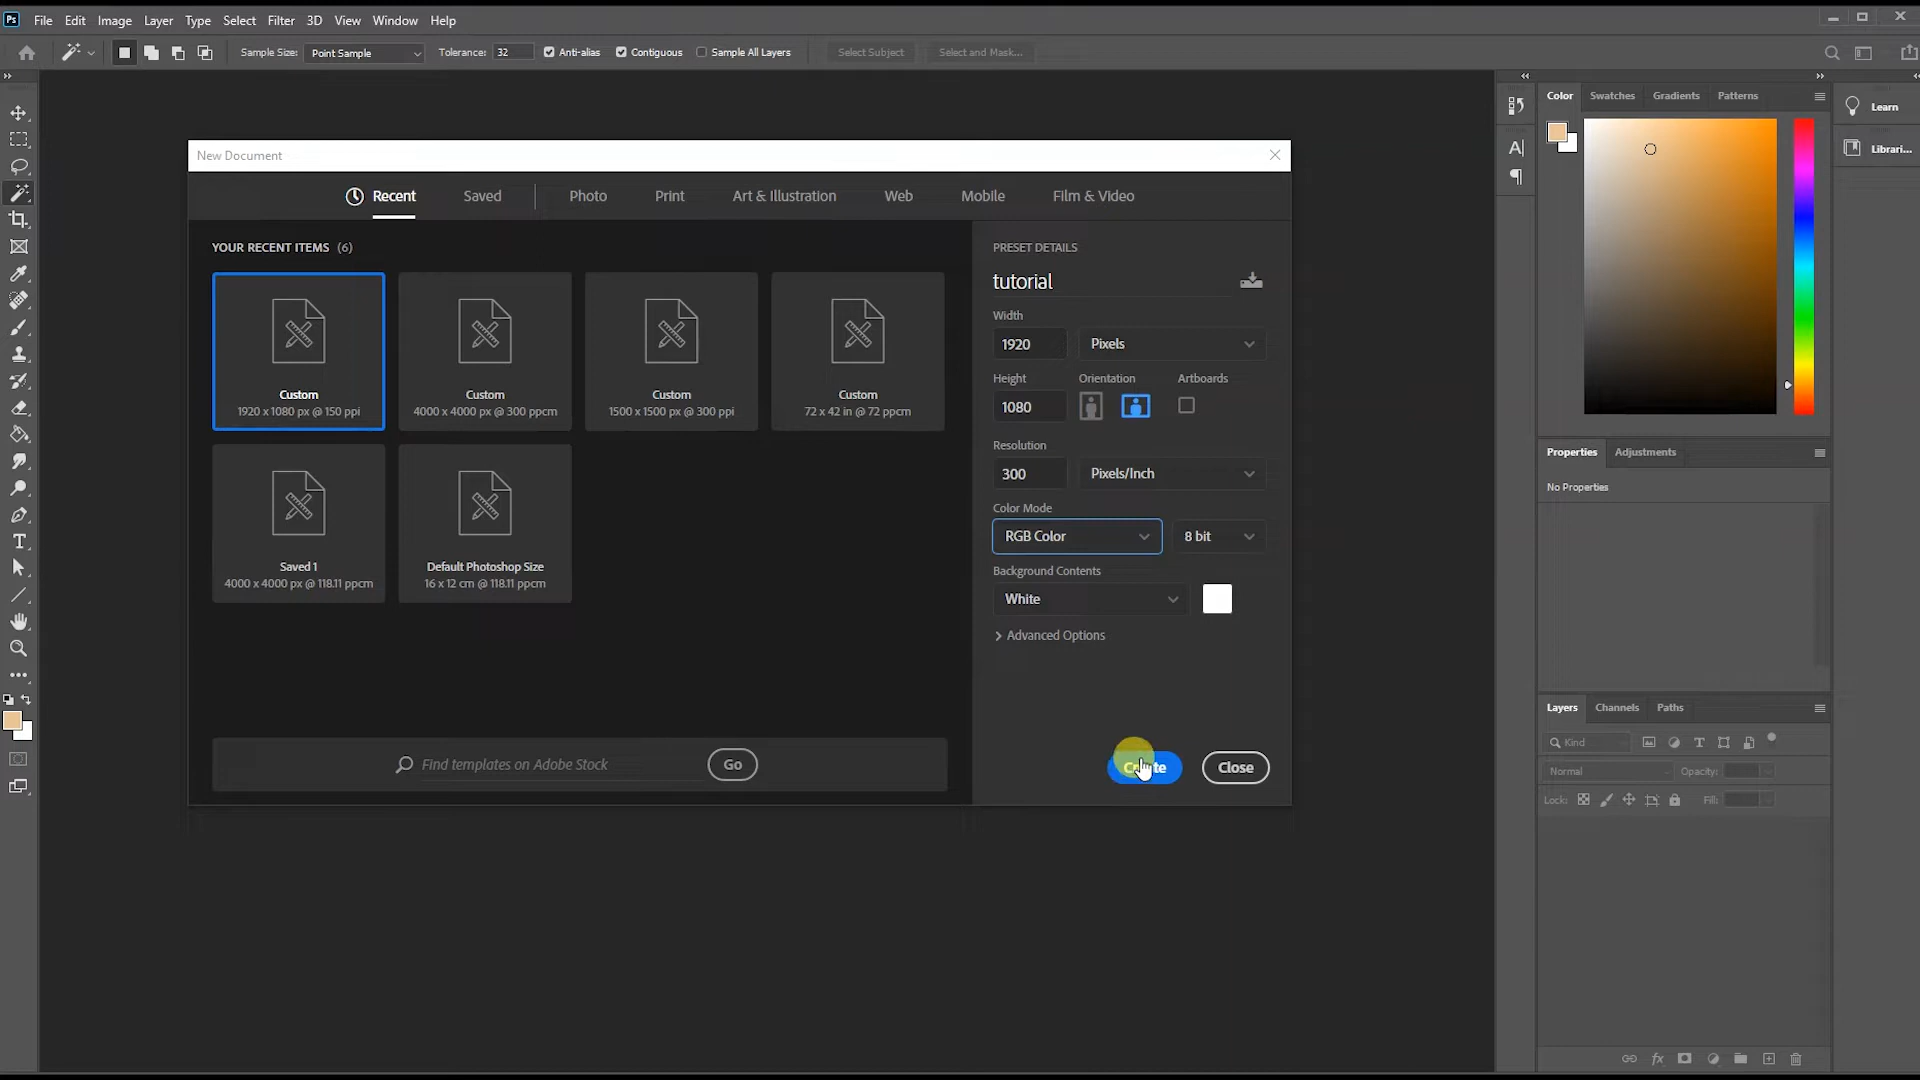 Ps File Edit Image Layer Type Select Filter 3D View Window Help
Sample Size: Point Sample Tolerance: 32 Anti-alias Contiguous Sample All Layers Select Subject Select and Mask...
Color Swatches Gradients Patterns
Learn
Librari...
New Document
Recent Saved Photo Print Art & Illustration Web Mobile Film & Video
YOUR RECENT ITEMS (6)
Custom
1920 x 1080 px @ 150 ppi
Custom
4000 x 4000 px @ 300 ppcm
Custom
1500 x 1500 px @ 300 ppi
Custom
72 x 42 in @ 72 ppcm
Saved 1
4000 x 4000 px @ 118.11 ppcm
Default Photoshop Size
16 x 12 cm @ 118.11 ppcm
Find templates on Adobe Stock Go
PRESET DETAILS
tutorial
Width
1920 Pixels
Height Orientation Artboards
1080
Resolution
300 Pixels/Inch
Color Mode
RGB Color 8 bit
Background Contents
White
Advanced Options
Close
Properties Adjustments
No Properties
Layers Channels Paths
Kind
Normal Opacity:
Lock: Fill:
fx